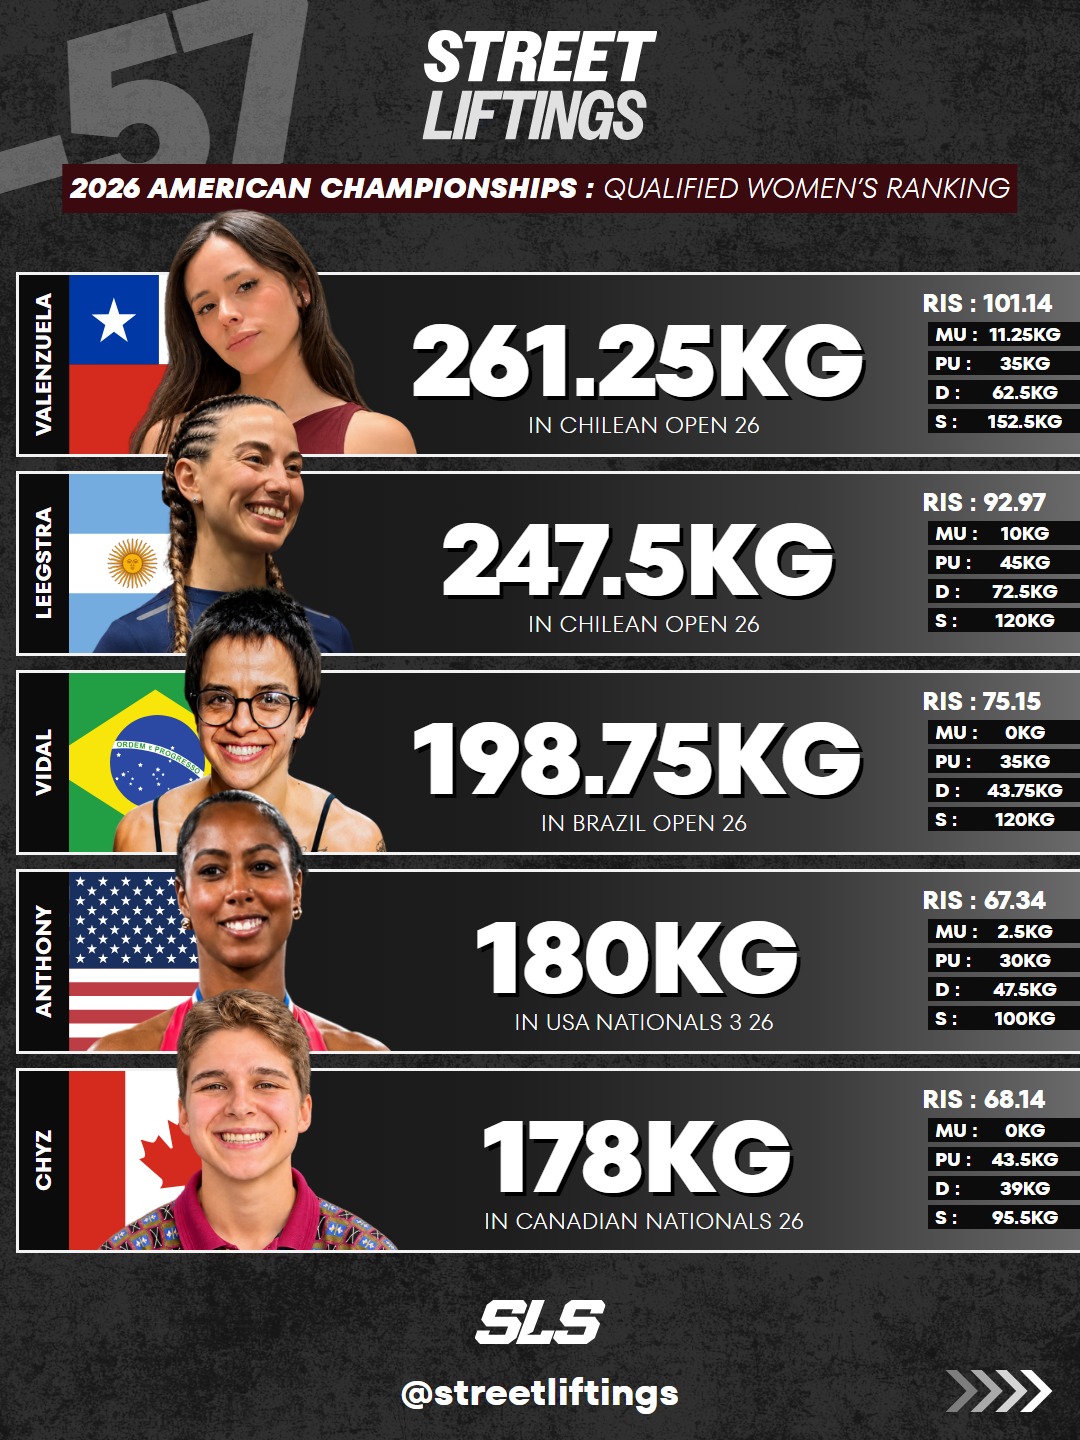 -57
STREET
LIFTINGS
2026 AMERICAN CHAMPIONSHIPS : QUALIFIED WOMEN'S RANKING
VALENZUELA
261.25KG
IN CHILEAN OPEN 26
RIS : 101.14
MU : 11.25KG
PU : 35KG
D : 62.5KG
S : 152.5KG
LEEGSTRA
247.5KG
IN CHILEAN OPEN 26
RIS : 92.97
MU : 10KG
PU : 45KG
D : 72.5KG
S : 120KG
VIDAL
ORDEM E PROGRESSO
198.75KG
IN BRAZIL OPEN 26
RIS : 75.15
MU : 0KG
PU : 35KG
D : 43.75KG
S : 120KG
ANTHONY
180KG
IN USA NATIONALS 3 26
RIS : 67.34
MU : 2.5KG
PU : 30KG
D : 47.5KG
S : 100KG
CHYZ
178KG
IN CANADIAN NATIONALS 26
RIS : 68.14
MU : 0KG
PU : 43.5KG
D : 39KG
S : 95.5KG
SLS
@streetliftings